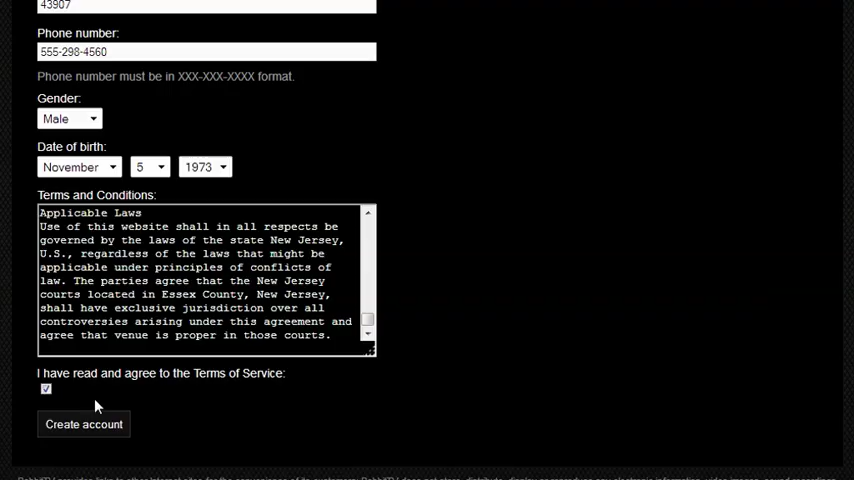 43907
Phone number:
555-298-4560
Phone number must be in XXX-XXX-XXXX format.
Gender:
Male
Date of birth:
November 5 1973
Terms and Conditions:
Applicable Laws
Use of this website shall in all respects be
governed by the laws of the state New Jersey,
U.S., regardless of the laws that might be
applicable under principles of conflicts of
law. The parties agree that the New Jersey
courts located in Essex County, New Jersey,
shall have exclusive jurisdiction over all
controversies arising under this agreement and
agree that venue is proper in those courts.
I have read and agree to the Terms of Service:
Create account